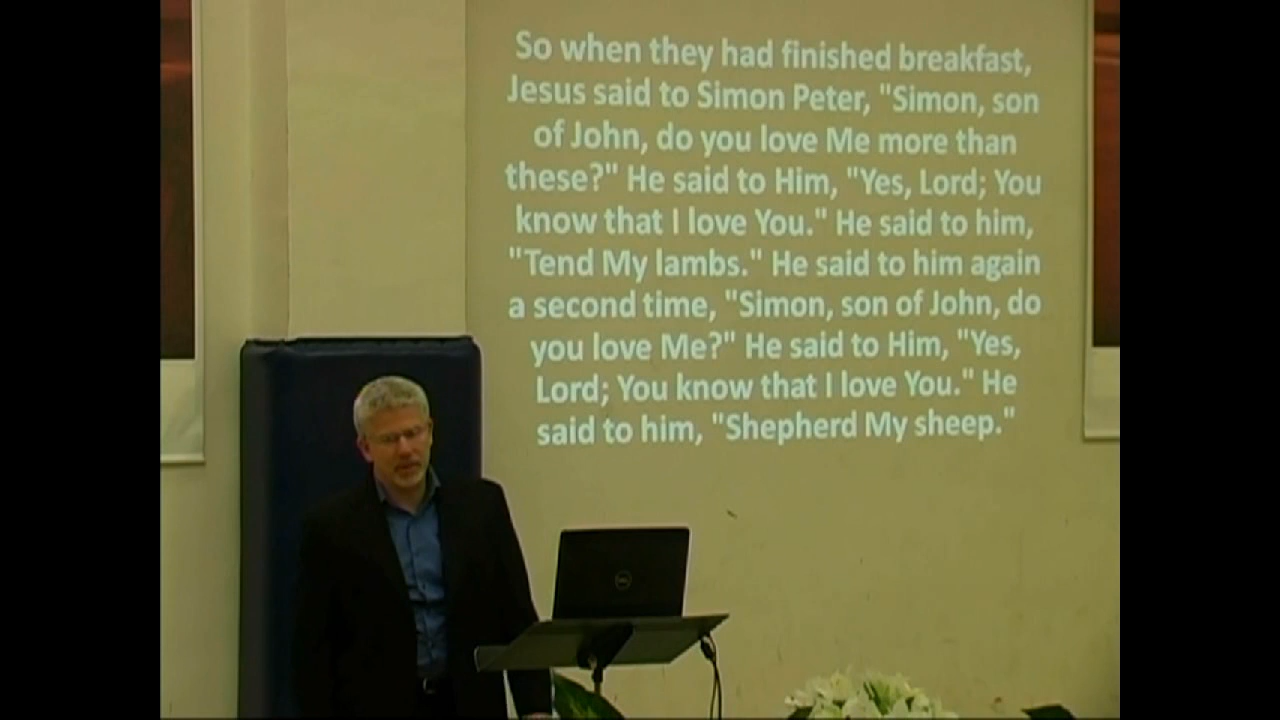 So when they had finished breakfast,
Jesus said to Simon Peter, "Simon, son
of John, do you love Me more than
these?" He said to Him, "Yes, Lord; You
know that I love You." He said to him,
"Tend My lambs." He said to him again
a second time, "Simon, son of John, do
you love Me?" He said to Him, "Yes,
Lord; You know that I love You." He
said to him, "Shepherd My sheep."
DELL